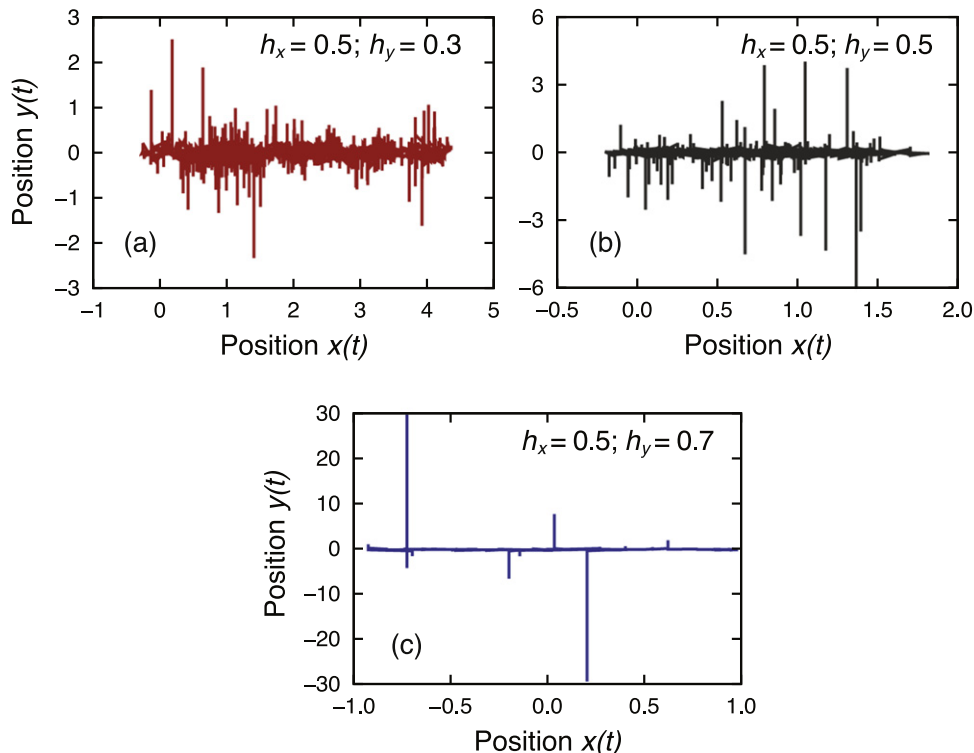 3
2
1
0
−1
−2
−3
Position y(t)
hx = 0.5; hy = 0.3
(a)
−1 0 1 2 3 4 5
Position x(t)
6
3
0
−3
−6
hx = 0.5; hy = 0.5
(b)
−0.5 0.0 0.5 1.0 1.5 2.0
Position x(t)
30
20
10
0
−10
−20
−30
Position y(t)
hx = 0.5; hy = 0.7
(c)
−1.0 −0.5 0.0 0.5 1.0
Position x(t)